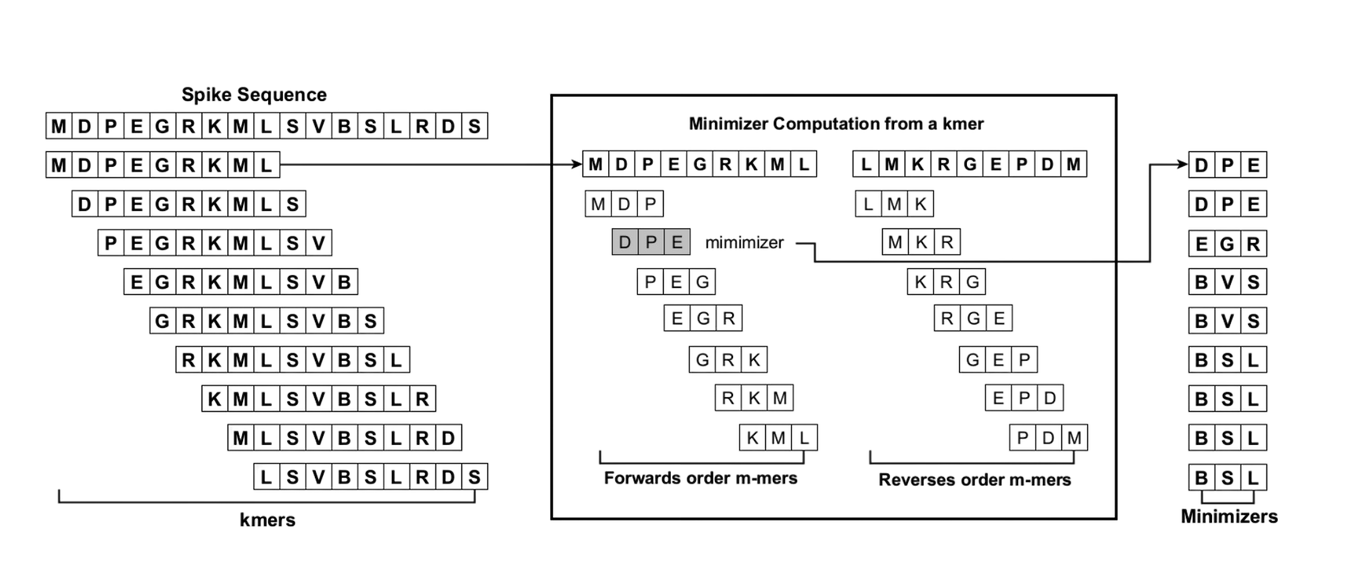 Spike Sequence
M D P E G R K M L S V B S L R D S
M D P E G R K M L
D P E G R K M L S
P E G R K M L S V
E G R K M L S V B
G R K M L S V B S
R K M L S V B S L
K M L S V B S L R
M L S V B S L R D
L S V B S L R D S
kmers
Minimizer Computation from a kmer
M D P E G R K M L
M D P
D P E mimimizer
P E G
E G R
G R K
R K M
K M L
Forwards order m-mers
L M K R G E P D M
L M K
M K R
K R G
R G E
G E P
E P D
P D M
Reverses order m-mers
D P E
D P E
E G R
B V S
B V S
B S L
B S L
B S L
B S L
Minimizers